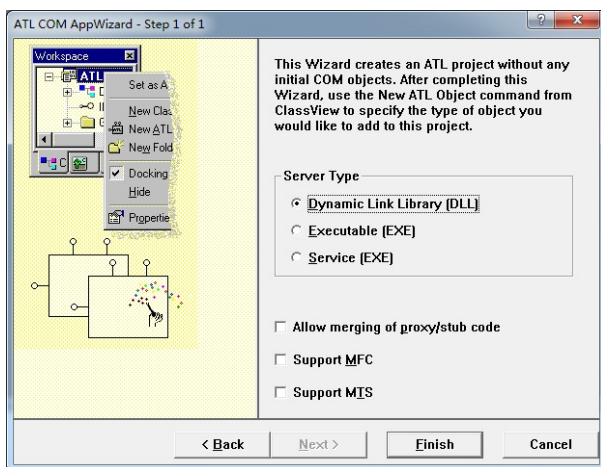 ATL COM AppWizard - Step 1 of 1
Workspace
ATL
Set as A
New Clas
New ATL
New Fold
Docking
Hide
Propertie
This Wizard creates an ATL project without any
initial COM objects. After completing this
Wizard, use the New ATL Object command from
ClassView to specify the type of object you
would like to add to this project.
Server Type
Dynamic Link Library (DLL)
Executable (EXE)
Service (EXE)
Allow merging of proxy/stub code
Support MFC
Support MTS
< Back
Next >
Finish
Cancel